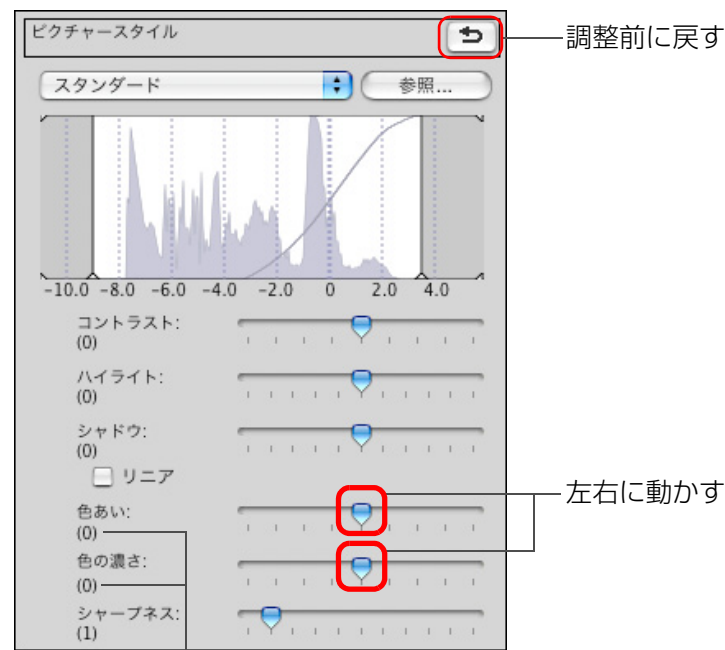 ピクチャースタイル
調整前に戻す
スタンダード
参照...
-10.0 -8.0 -6.0 -4.0 -2.0 0 2.0 4.0
コントラスト:
(0)
ハイライト:
(0)
シャドウ:
(0)
リニア
左右に動かす
色あい:
(0)
色の濃さ:
(0)
シャープネス:
(1)